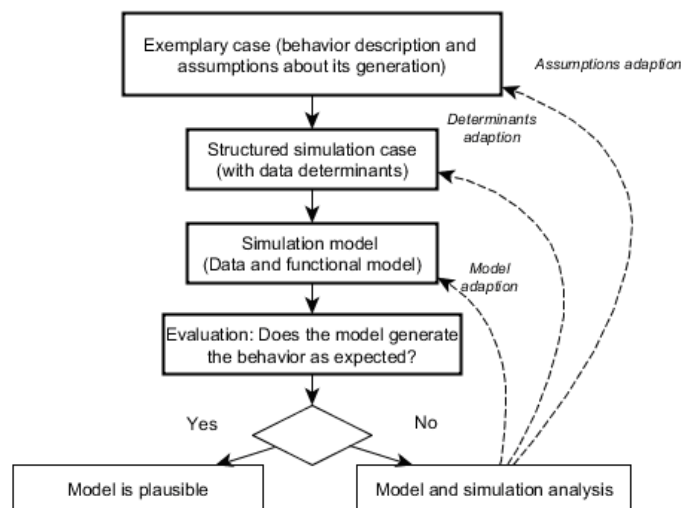 Exemplary case (behavior description and
assumptions about its generation)
Assumptions adaption
Determinants
adaption
Structured simulation case
(with data determinants)
Simulation model
(Data and functional model)
Model
adaption
Evaluation: Does the model generate
the behavior as expected?
Yes
No
Model is plausible
Model and simulation analysis